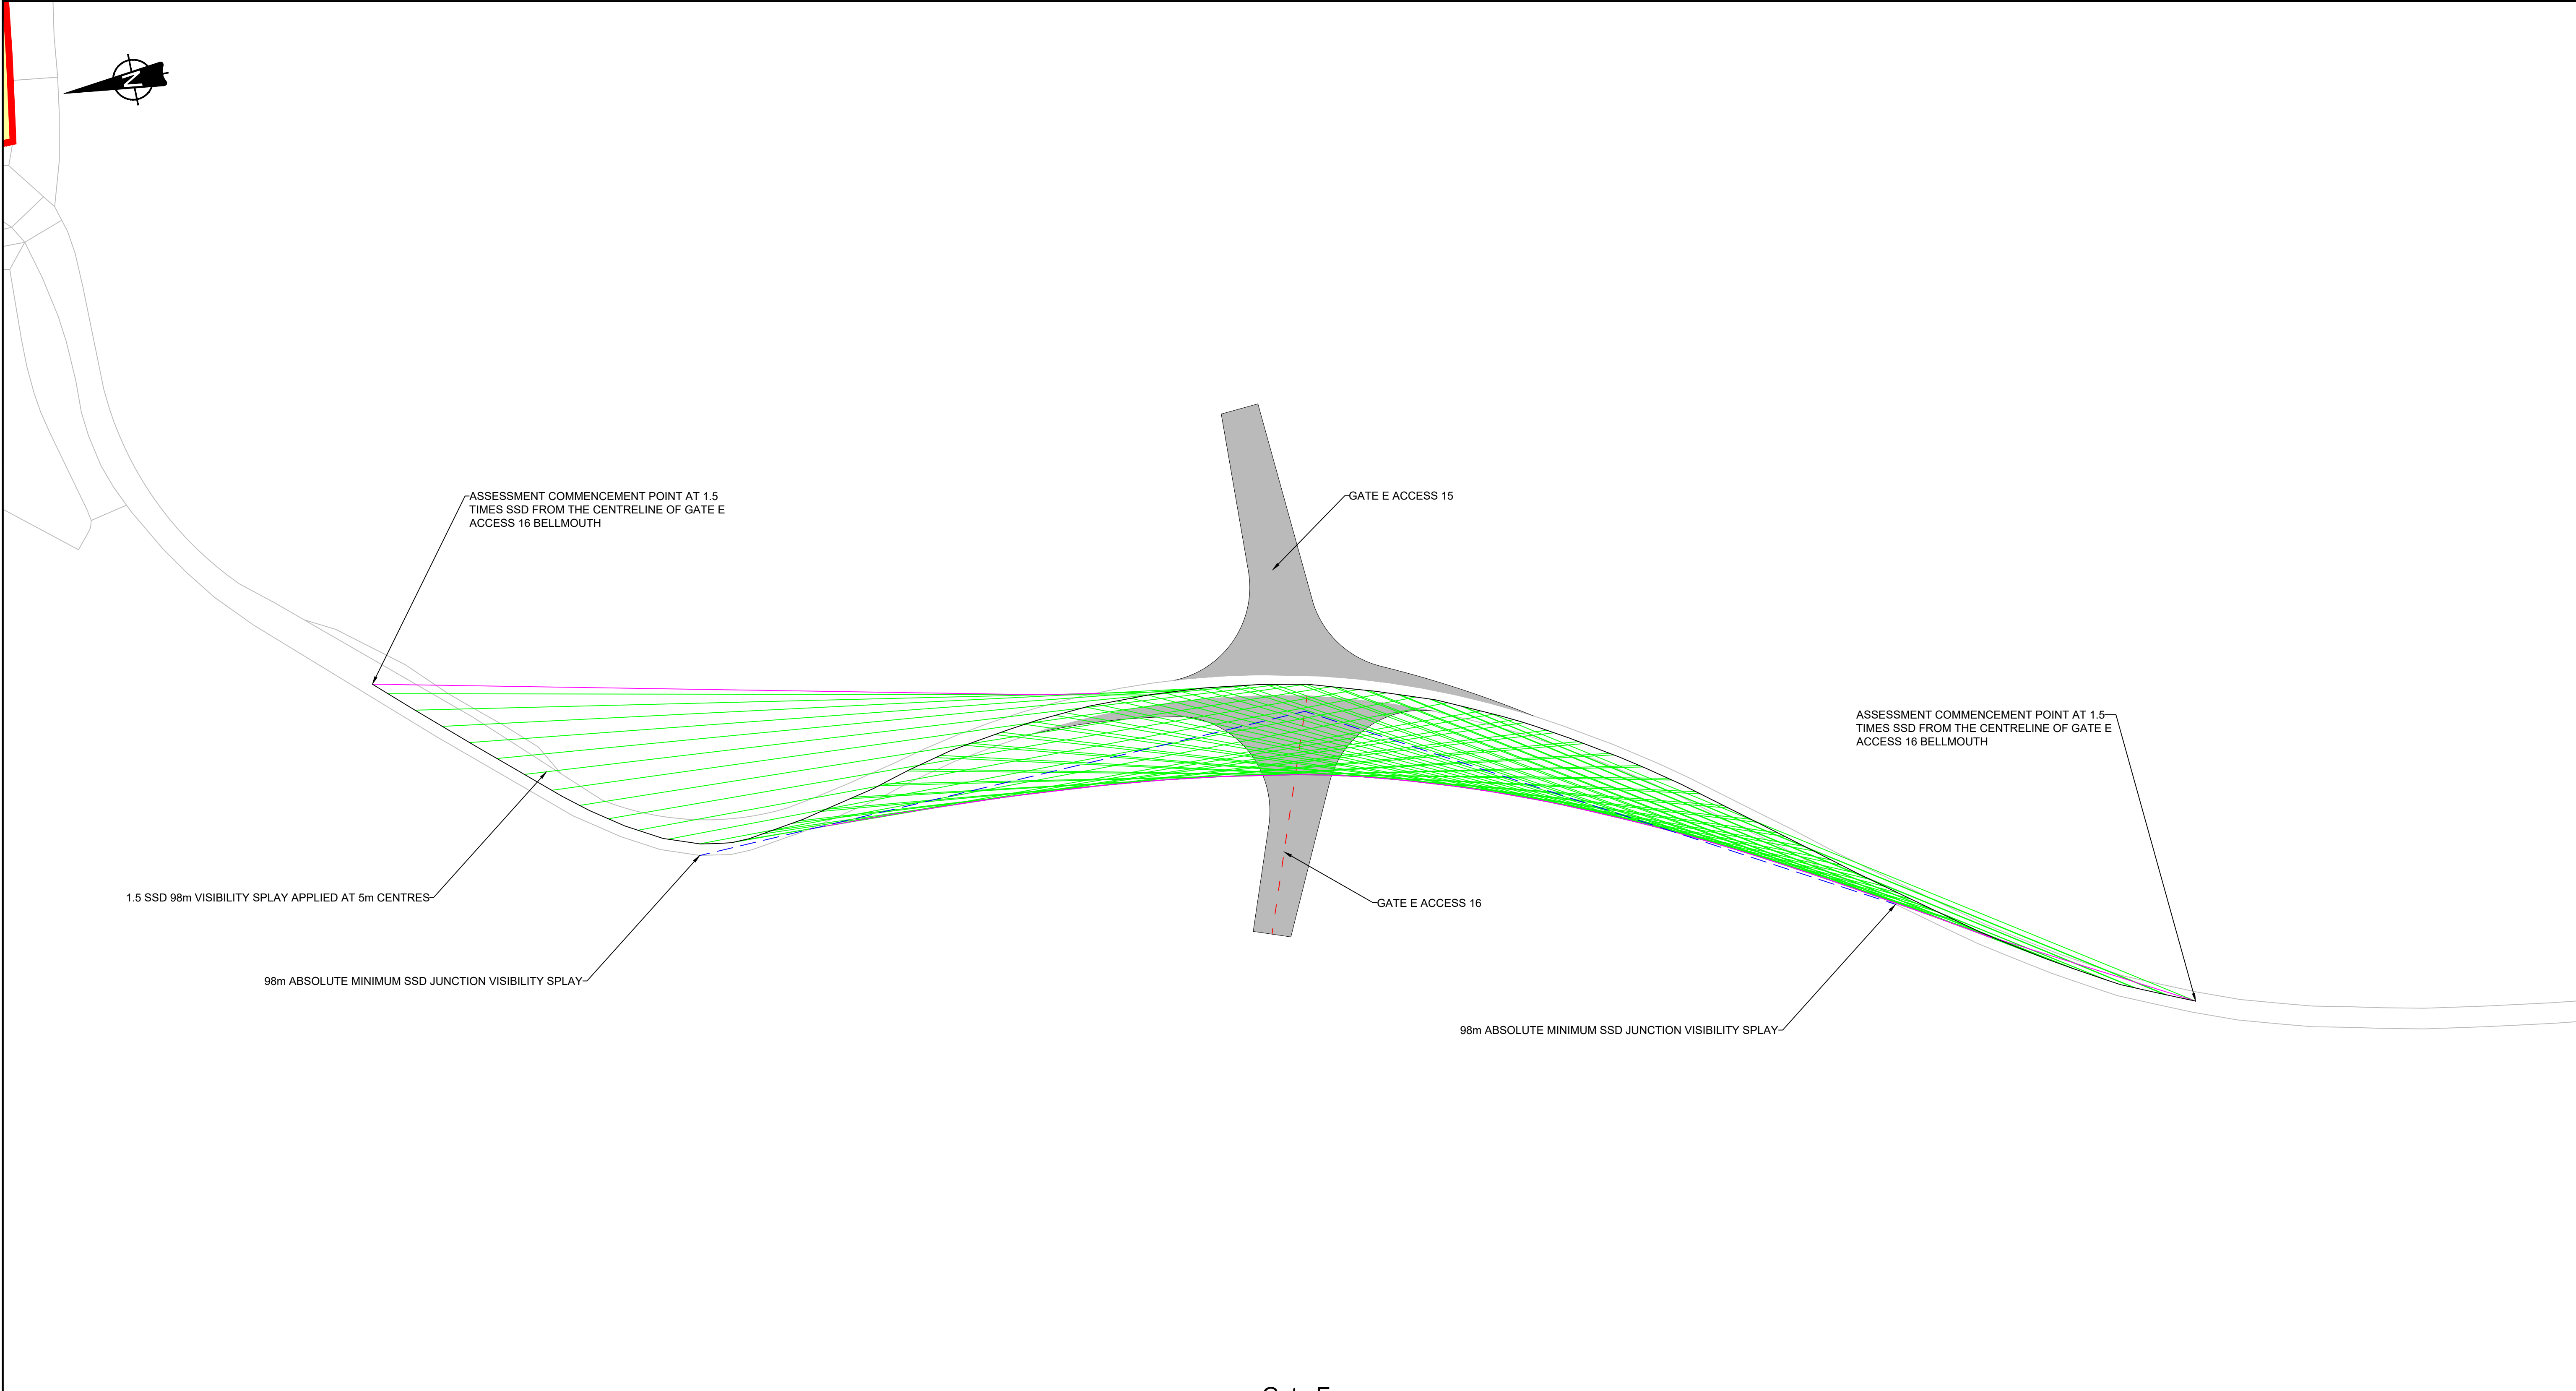 N
ASSESSMENT COMMENCEMENT POINT AT 1.5
TIMES SSD FROM THE CENTRELINE OF GATE E
ACCESS 16 BELLMOUTH
GATE E ACCESS 15
ASSESSMENT COMMENCEMENT POINT AT 1.5
TIMES SSD FROM THE CENTRELINE OF GATE E
ACCESS 16 BELLMOUTH
1.5 SSD 98m VISIBILITY SPLAY APPLIED AT 5m CENTRES
GATE E ACCESS 16
98m ABSOLUTE MINIMUM SSD JUNCTION VISIBILITY SPLAY
98m ABSOLUTE MINIMUM SSD JUNCTION VISIBILITY SPLAY
Gate E